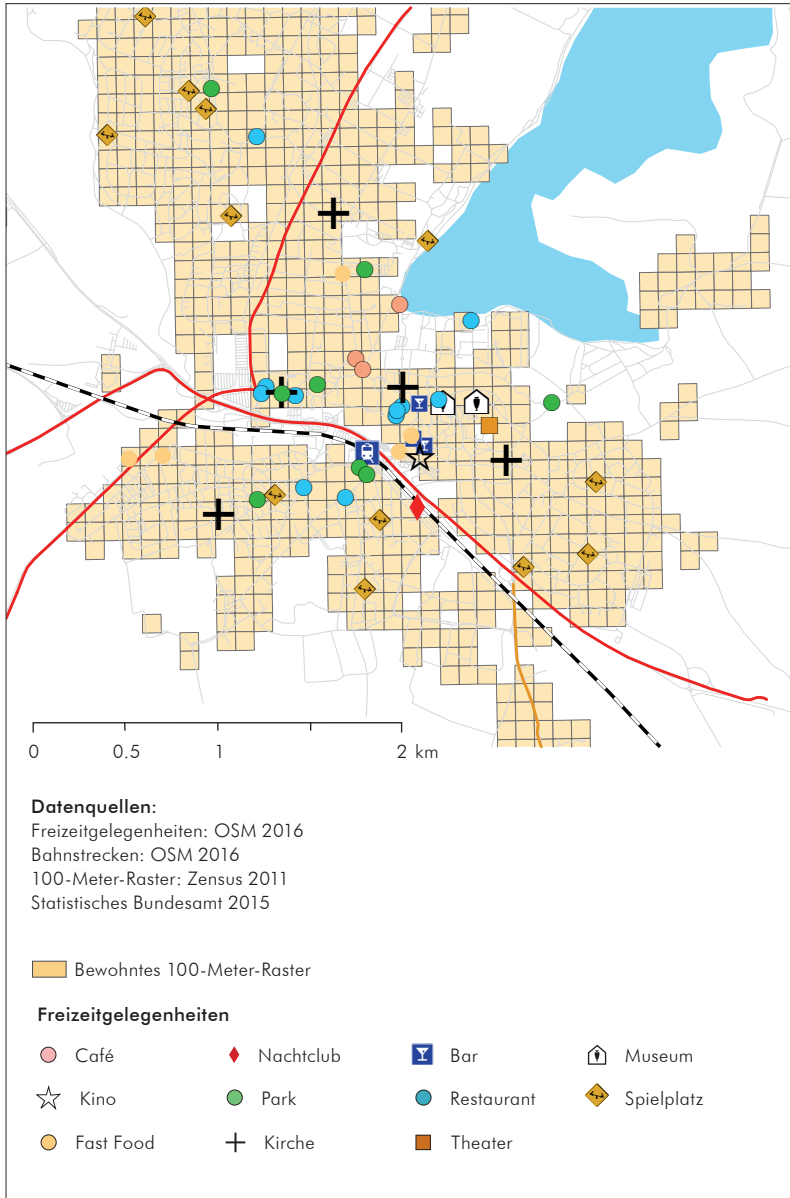 0 0.5 1 2 km
Datenquellen:
Freizeitgelegenheiten: OSM 2016
Bahnstrecken: OSM 2016
100-Meter-Raster: Zensus 2011
Statistisches Bundesamt 2015
Bewohntes 100-Meter-Raster
Freizeitgelegenheiten
Café Nachtclub Bar Museum
Kino Park Restaurant Spielplatz
Fast Food Kirche Theater